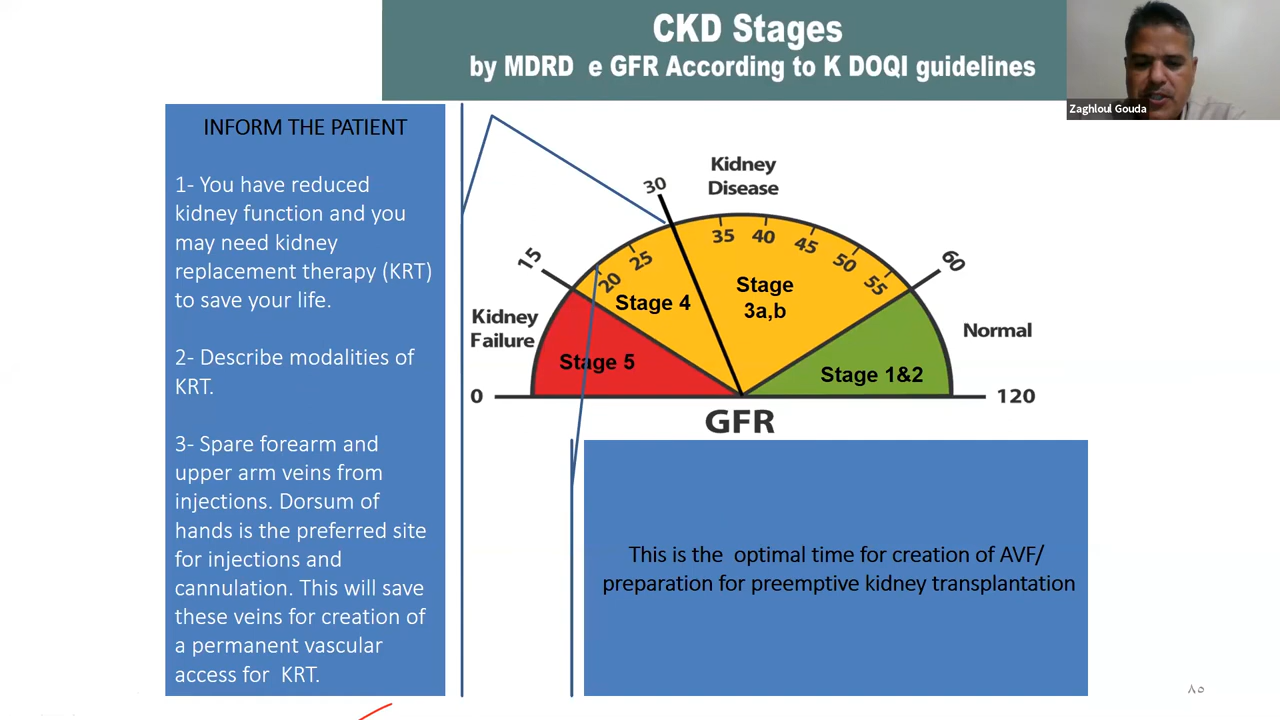 CKD Stages
by MDRD e GFR According to K DOQI guidelines
Zaghloul Gouda
INFORM THE PATIENT
1- You have reduced
kidney function and you
may need kidney
replacement therapy (KRT)
to save your life.
2- Describe modalities of
KRT.
3- Spare forearm and
upper arm veins from
injections. Dorsum of
hands is the preferred site
for injections and
cannulation. This will save
these veins for creation of
a permanent vascular
access for KRT.
Kidney
Disease
30
15
60
20
25
35
40
45
50
55
Stage 4
Stage
3a,b
Kidney
Failure
Normal
Stage 5
Stage 1&2
0
120
GFR
This is the optimal time for creation of AVF/
preparation for preemptive kidney transplantation
٨٥